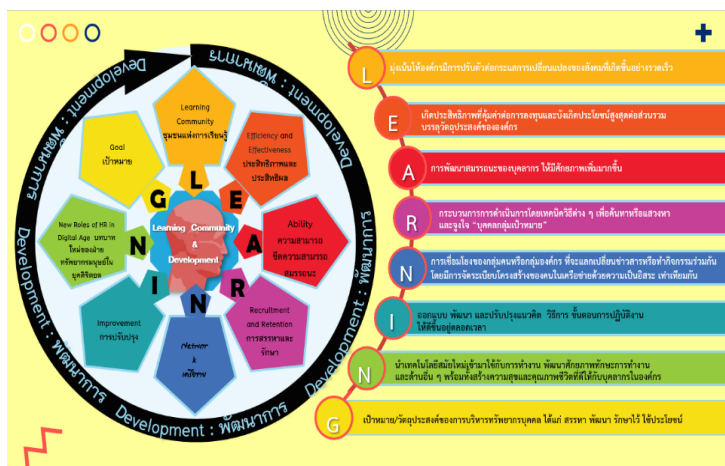 Development : พัฒนาการ
Development : พัฒนาการ
Development : พัฒนาการ
Development : พัฒนาการ
Learning
Community
ชุมชนแห่งการเรียนรู้
Efficiency and
Effectiveness
ประสิทธิภาพและ
ประสิทธิผล
Ability
ความสามารถ
ขีดความสามารถ
สมรรถนะ
Recruitment
and Retention
การสรรหาและ
รักษา
Networ
k
เครือข่าย
Improvement
การปรับปรุง
New Roles of HR in
Digital Age บทบาท
ใหม่ของฝ่าย
ทรัพยากรมนุษย์ใน
ยุคดิจิทัล
Goal
เป้าหมาย
L
E
A
R
N
I
N
G
Learning Community
&
Development
L
มุ่งเน้นให้องค์กรมีการปรับตัวต่อกระแสการเปลี่ยนแปลงของสังคมที่เกิดขึ้นอย่างรวดเร็ว
E
เกิดประสิทธิภาพที่คุ้มค่าต่อการลงทุนและบังเกิดประโยชน์สูงสุดต่อส่วนรวม
บรรลุวัตถุประสงค์ขององค์กร
A
การพัฒนาสมรรถนะของบุคลากร ให้มีศักยภาพเพิ่มมากขึ้น
R
กระบวนการการดำเนินการโดยเทคนิควิธีต่าง ๆ เพื่อค้นหาหรือแสวงหา
และจูงใจ "บุคคลกลุ่มเป้าหมาย"
N
การเชื่อมโยงของกลุ่มคนหรือกลุ่มองค์กร ที่จะแลกเปลี่ยนข่าวสารหรือทำกิจกรรมร่วมกัน
โดยมีการจัดระเบียบโครงสร้างของคนในเครือข่ายด้วยความเป็นอิสระ เท่าเทียมกัน
I
ออกแบบ พัฒนา และปรับปรุงแนวคิด วิธีการ ขั้นตอนการปฏิบัติงาน
ให้ดีขึ้นอยู่ตลอดเวลา
N
นำเทคโนโลยีสมัยใหม่เข้ามาใช้กับการทำงาน พัฒนาศักยภาพทักษะการทำงาน
และด้านอื่น ๆ พร้อมทั้งสร้างความสุขและคุณภาพชีวิตที่ดีให้กับบุคลากรในองค์กร
G
เป้าหมาย/วัตถุประสงค์ของการบริหารทรัพยากรบุคคล ได้แก่ สรรหา พัฒนา รักษาไว้ ใช้ประโยชน์